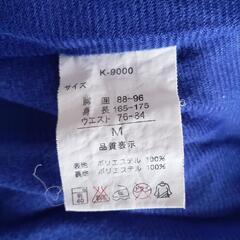 K-9000
サイズ
胸囲 88-96
身長 165-175
ウエスト 76-84
M
品質表示
表地 ポリエステル 100%
裏地 ポリエステル 100%